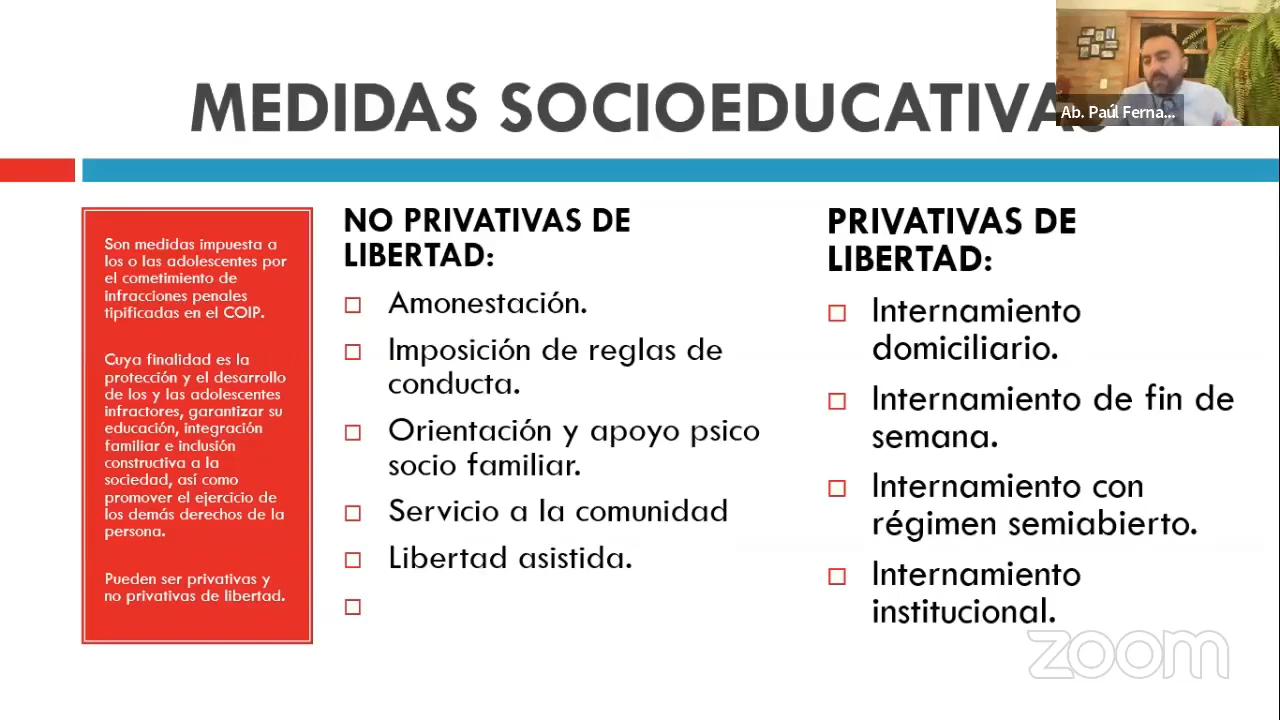 MEDIDAS SOCIOEDUCATIVAS
Ab. Paúl Ferna...
Son medidas impuesta a
los o las adolescentes por
el cometimiento de
infracciones penales
tipificadas en el COIP.
Cuya finalidad es la
protección y el desarrollo
de los y las adolescentes
infractores, garantizar su
educación, integración
familiar e inclusión
constructiva a la
sociedad, así como
promover el ejercicio de
los demás derechos de la
persona.
Pueden ser privativas y
no privativas de libertad.
NO PRIVATIVAS DE
LIBERTAD:
Amonestación.
Imposición de reglas de
conducta.
Orientación y apoyo psico
socio familiar.
Servicio a la comunidad
Libertad asistida.
PRIVATIVAS DE
LIBERTAD:
Internamiento
domiciliario.
Internamiento de fin de
semana.
Internamiento con
régimen semiabierto.
Internamiento
institucional.
zoom